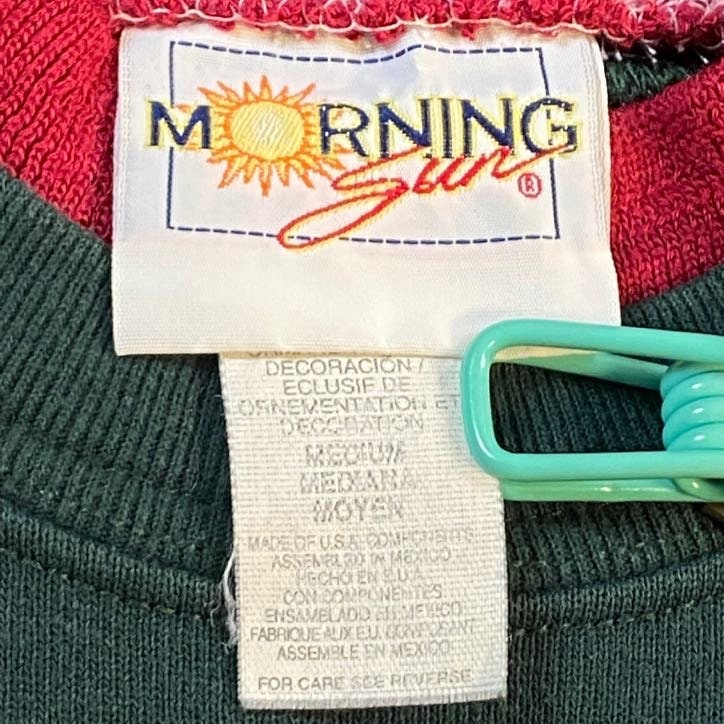 MORNING
Sun ®
DECORACIÓN /
ECLUSIF DE
ORNEMENTATION ET
DECORATION
MEDIUM
MEDIANA
MOYEN
MADE OF U.S.A. COMPONENTS
ASSEMBLED IN MEXICO
HECHO EN E.U.A.
CON COMPONENTES
ENSAMBLADO EN MEXICO
FABRIQUE AUX E.U. COMPOSANT
ASSEMBLE EN MEXICO
FOR CARE SEE REVERSE